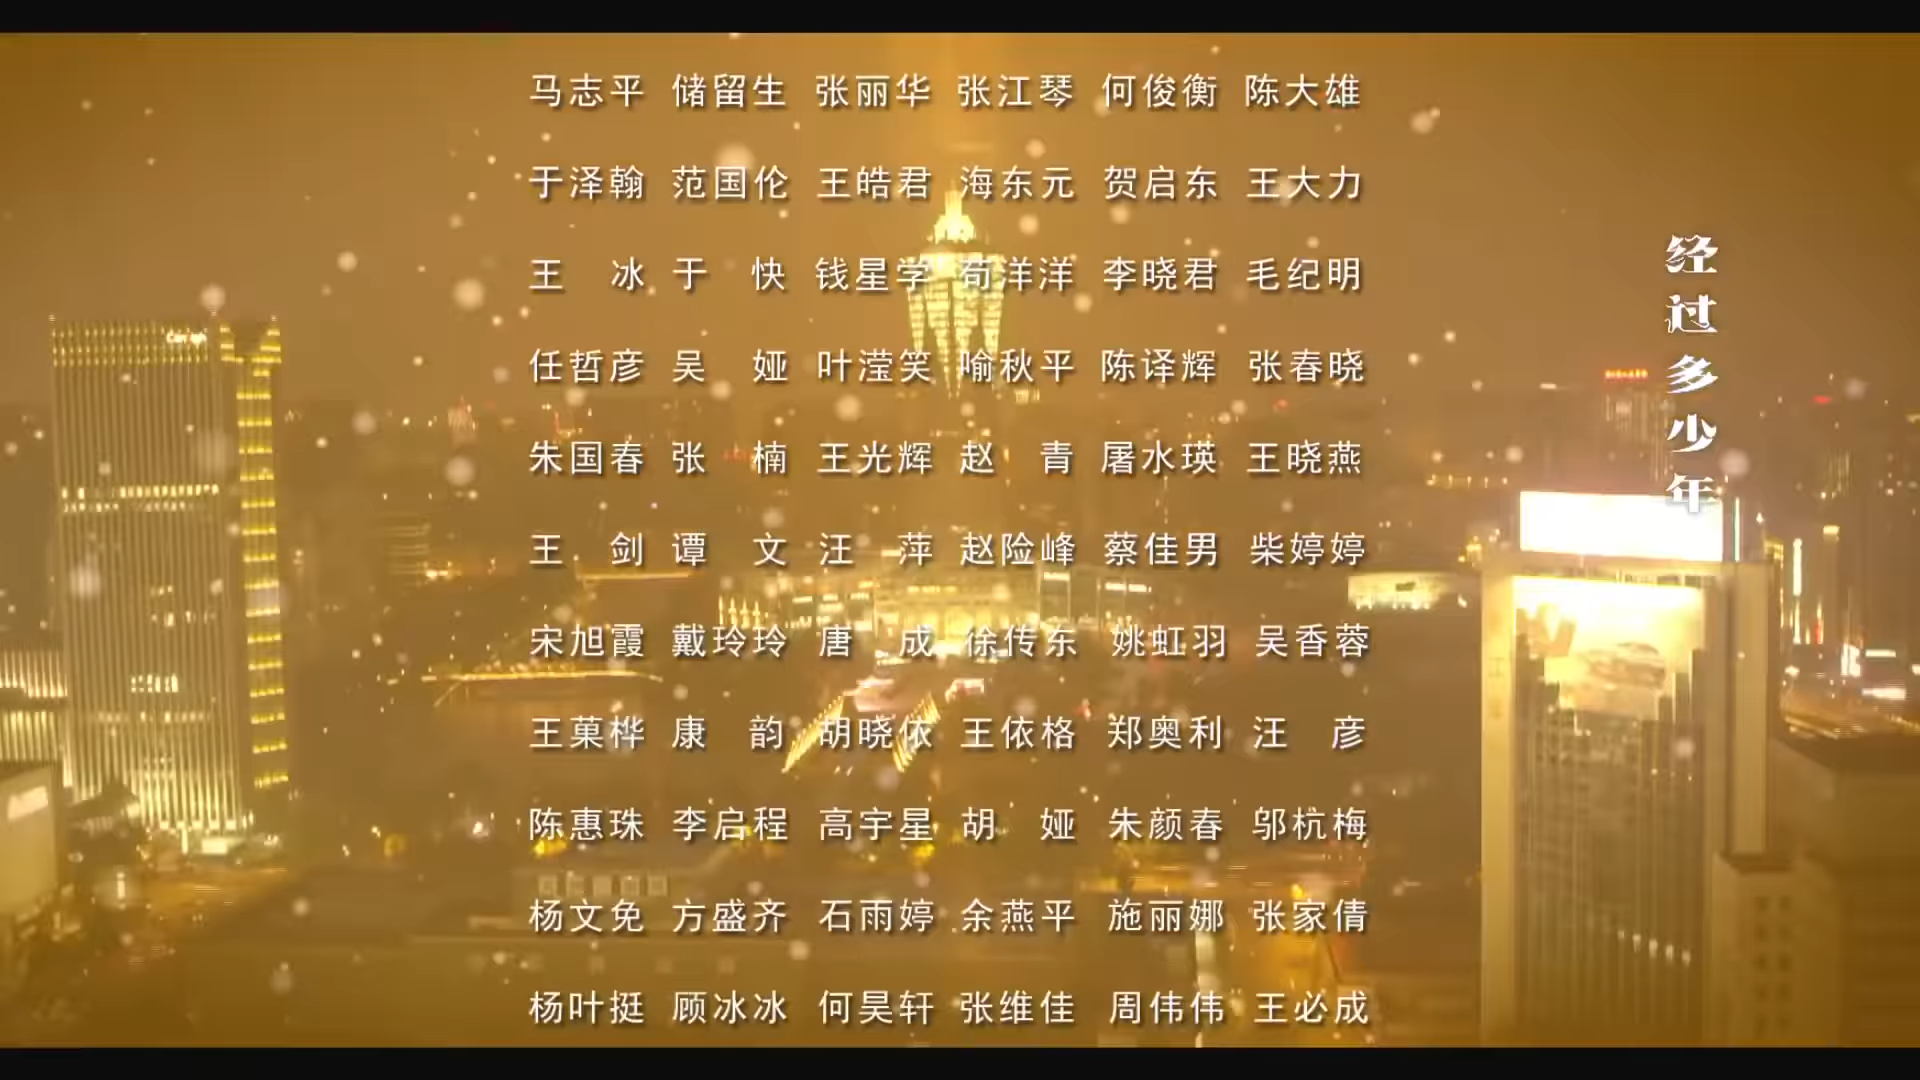 马志平 储留生 张丽华 张江琴 何俊衡 陈大雄
于泽翰 范国伦 王皓君 海东元 贺启东 王大力
王 冰 于 快 钱星学 苟洋洋 李晓君 毛纪明
任哲彦 吴 娅 叶滢笑 喻秋平 陈译辉 张春晓
朱国春 张 楠 王光辉 赵 青 屠水瑛 王晓燕
王 剑 谭 文 汪 萍 赵险峰 蔡佳男 柴婷婷
宋旭霞 戴玲玲 唐 成 徐传东 姚虹羽 吴香蓉
王菓桦 康 韵 胡晓依 王依格 郑奥利 汪 彦
陈惠珠 李启程 高宇星 胡 娅 朱颜春 邬杭梅
杨文免 方盛齐 石雨婷 余燕平 施丽娜 张家倩
杨叶挺 顾冰冰 何昊轩 张维佳 周伟伟 王必成
经过多少年